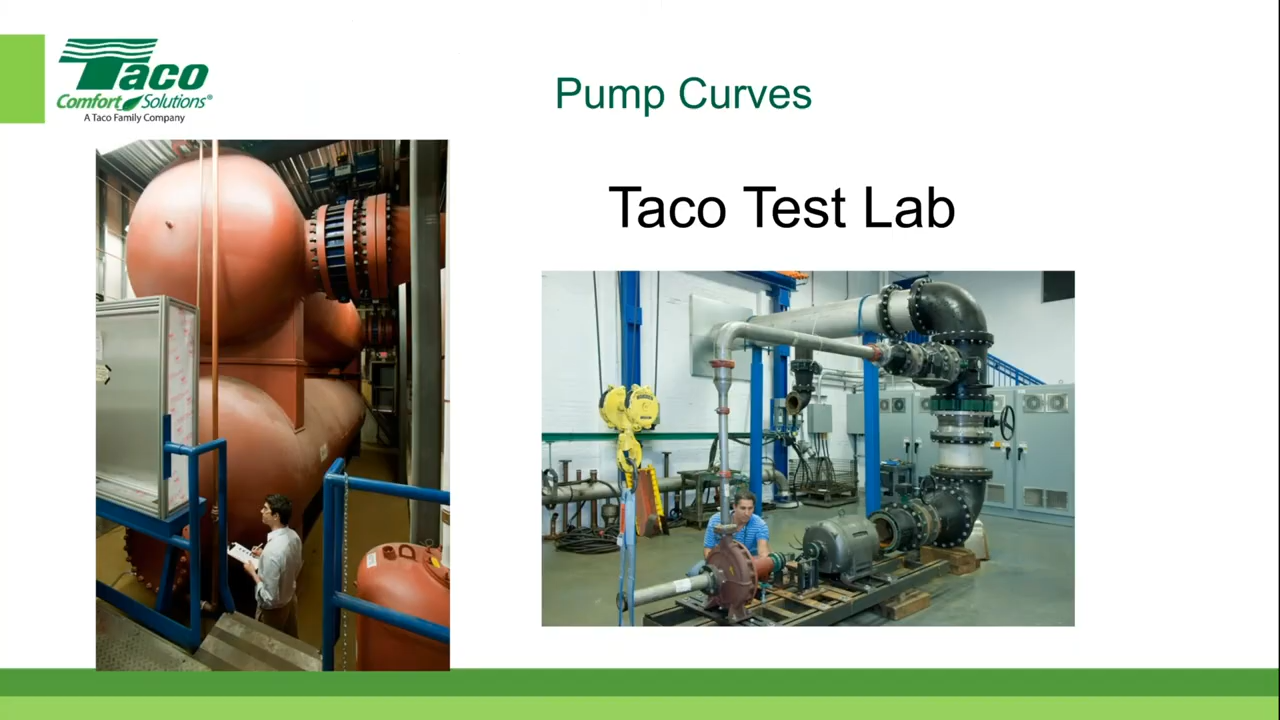 Taco
Comfort Solutions®
A Taco Family Company
Pump Curves
Taco Test Lab